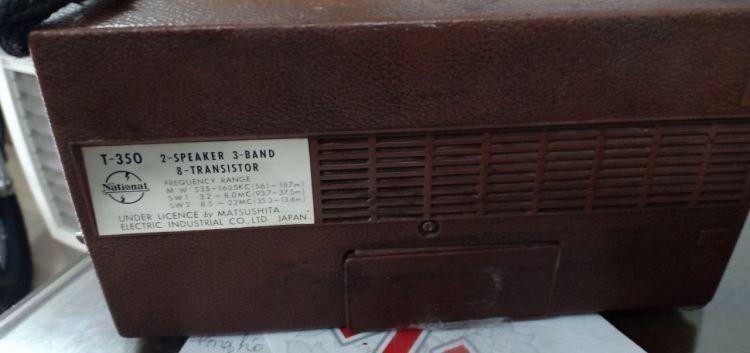 T-350 2-SPEAKER 3-BAND
8-TRANSISTOR
National
FREQUENCY RANGE
MW 535~1605KC (561~187m)
SW1: 3.2~8.0MC (93.7~37.5m)
SW2: 8.5~22MC (35.3~13.6m)
UNDER LICENCE by MATSUSHITA
ELECTRIC INDUSTRIAL CO., LTD. JAPAN